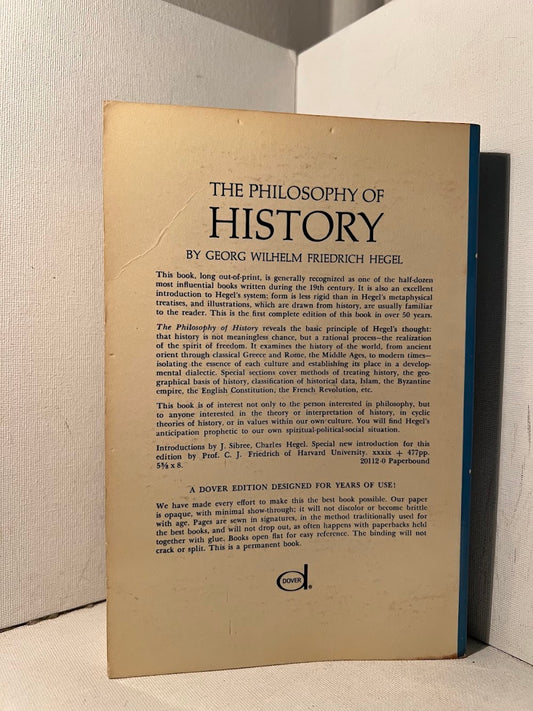 THE PHILOSOPHY OF
HISTORY
BY GEORG WILHELM FRIEDRICH HEGEL
This book, long out-of-print, is generally recognized as one of the half-dozen
most influential books written during the 19th century. It is also an excellent
introduction to Hegel's system; form is less rigid than in Hegel's metaphysical
treatises, and illustrations, which are drawn from history, are usually familiar
to the reader. This is the first complete edition of this book in over 50 years.
The Philosophy of History reveals the basic principle of Hegel's thought:
that history is not meaningless chance, but a rational process—the realization
of the spirit of freedom. It examines the history of the world, from ancient
orient through classical Greece and Rome, the Middle Ages, to modern times—
isolating the essence of each culture and establishing its place in a develop-
mental dialectic. Special sections cover methods of treating history, the geo-
graphical basis of history, classification of historical data, Islam, the Byzantine
empire, the English Constitution, the French Revolution, etc.
This book is of interest not only to the person interested in philosophy, but
to anyone interested in the theory or interpretation of history, in cyclic
theories of history, or in values within our own culture. You will find Hegel's
anticipation prophetic to our own spiritual-political-social situation.
Introductions by J. Sibree, Charles Hegel. Special new introduction for this
edition by Prof. C. J. Friedrich of Harvard University. xxxix + 477pp.
5⅜ x 8. 20112-0 Paperbound
A DOVER EDITION DESIGNED FOR YEARS OF USE!
We have made every effort to make this the best book possible. Our paper
is opaque, with minimal show-through; it will not discolor or become brittle
with age. Pages are sewn in signatures, in the method traditionally used for
the best books, and will not drop out, as often happens with paperbacks held
together with glue. Books open flat for easy reference. The binding will not
crack or split. This is a permanent book.
DOVER ®